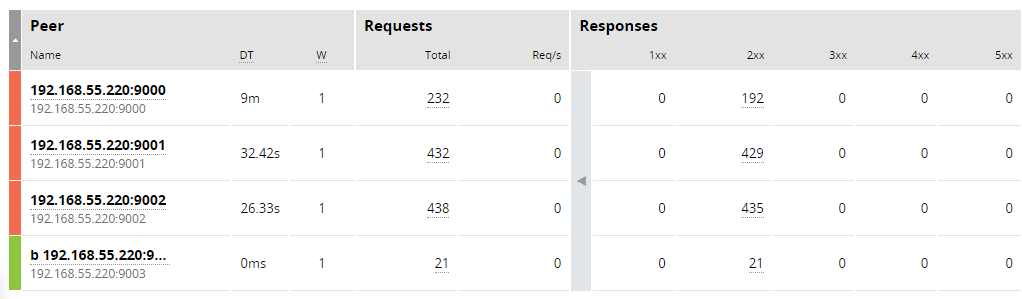 Peer Requests Responses
Name DT W Total Req/s 1xx 2xx 3xx 4xx 5xx
192.168.55.220:9000
192.168.55.220:9000
9m 1 232 0 0 192 0 0 0
192.168.55.220:9001
192.168.55.220:9001
32.42s 1 432 0 0 429 0 0 0
192.168.55.220:9002
192.168.55.220:9002
26.33s 1 438 0 0 435 0 0 0
b 192.168.55.220:9...
192.168.55.220:9003
0ms 1 21 0 0 21 0 0 0